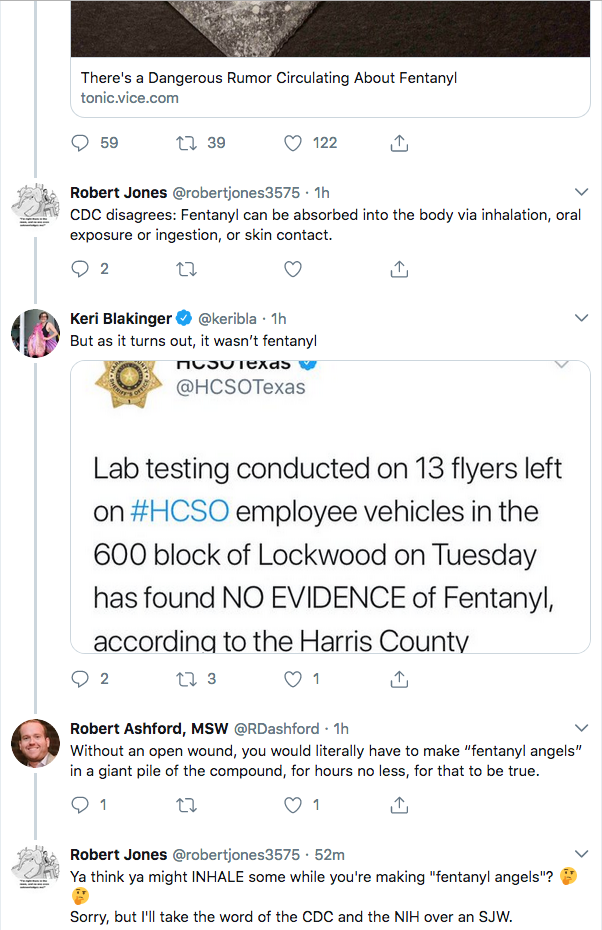 There's a Dangerous Rumor Circulating About Fentanyl
tonic.vice.com
59 39 122
Robert Jones @robertjones3575 · 1h
CDC disagrees: Fentanyl can be absorbed into the body via inhalation, oral
exposure or ingestion, or skin contact.
2
Keri Blakinger @keribla · 1h
But as it turns out, it wasn’t fentanyl
HCSOTexas
@HCSOTexas
Lab testing conducted on 13 flyers left
on #HCSO employee vehicles in the
600 block of Lockwood on Tuesday
has found NO EVIDENCE of Fentanyl,
according to the Harris County
2 3 1
Robert Ashford, MSW @RDashford · 1h
Without an open wound, you would literally have to make “fentanyl angels”
in a giant pile of the compound, for hours no less, for that to be true.
1 1
Robert Jones @robertjones3575 · 52m
Ya think ya might INHALE some while you're making "fentanyl angels"? 🤔
🤔
Sorry, but I'll take the word of the CDC and the NIH over an SJW.